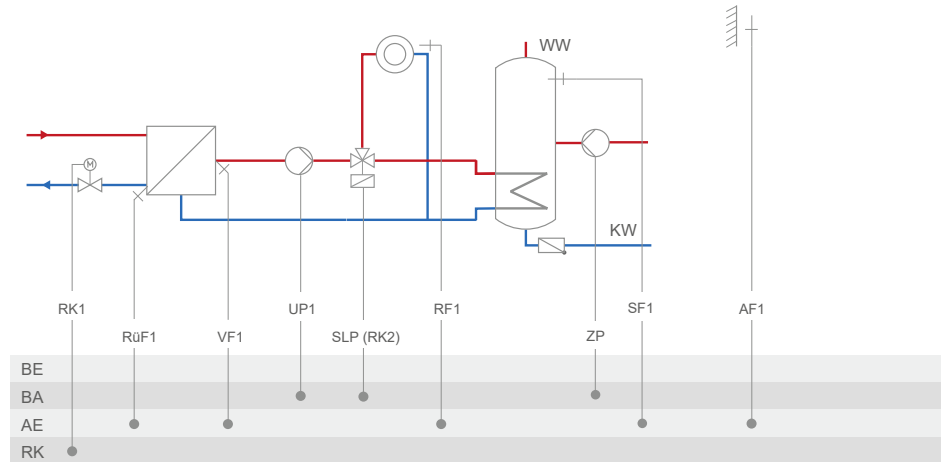 WW
M
KW
RK1
UP1
RF1
SF1
AF1
RüF1
VF1
SLP (RK2)
ZP
BE
BA
AE
RK